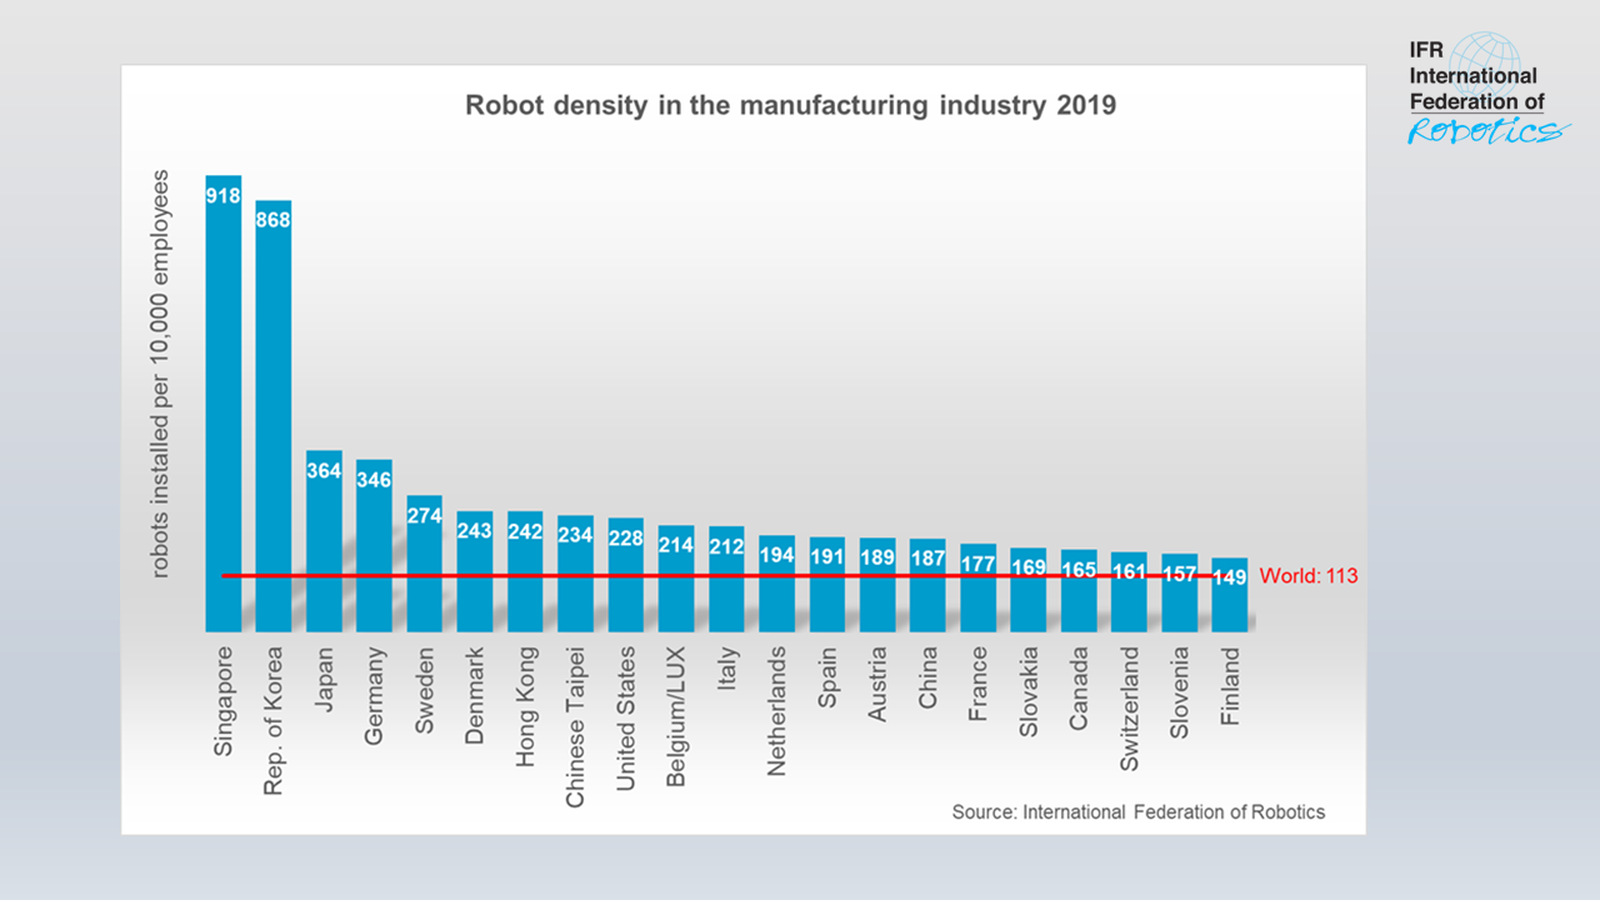 IFR
International
Federation of
Robotics
Robot density in the manufacturing industry 2019
robots installed per 10,000 employees
918
868
364
346
274
243
242
234
228
214
212
194
191
189
187
177
169
165
161
157
149
World: 113
Singapore
Rep. of Korea
Japan
Germany
Sweden
Denmark
Hong Kong
Chinese Taipei
United States
Belgium/LUX
Italy
Netherlands
Spain
Austria
China
France
Slovakia
Canada
Switzerland
Slovenia
Finland
Source: International Federation of Robotics